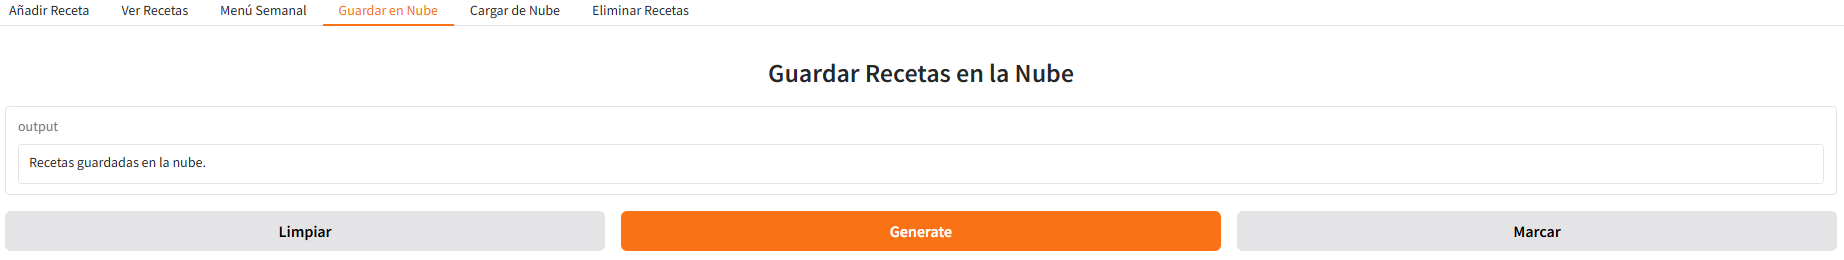 Añadir Receta Ver Recetas Menú Semanal Guardar en Nube Cargar de Nube Eliminar Recetas
Guardar Recetas en la Nube
output
Recetas guardadas en la nube.
Limpiar Generate Marcar